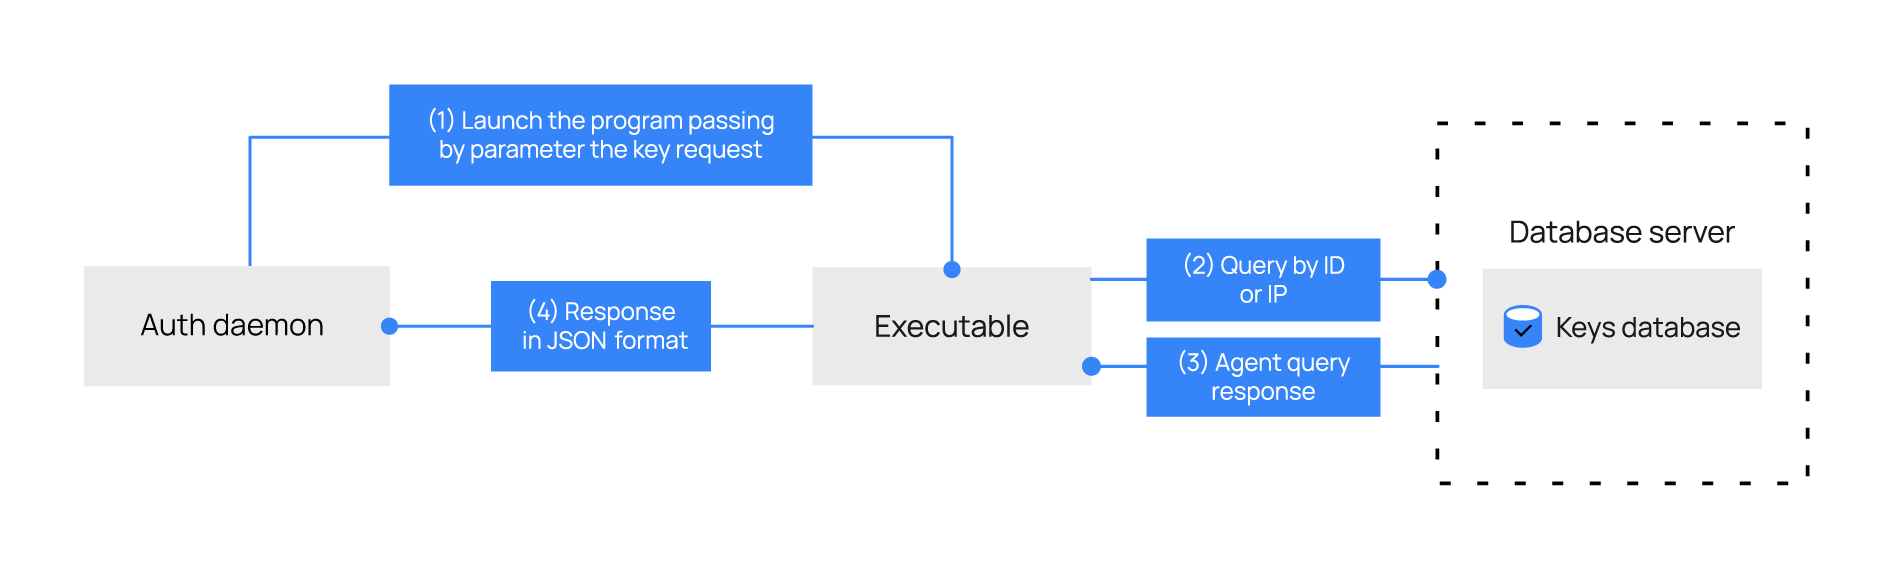 (1) Launch the program passing
by parameter the key request
Auth daemon
(4) Response
in JSON format
Executable
(2) Query by ID
or IP
(3) Agent query
response
Database server
Keys database